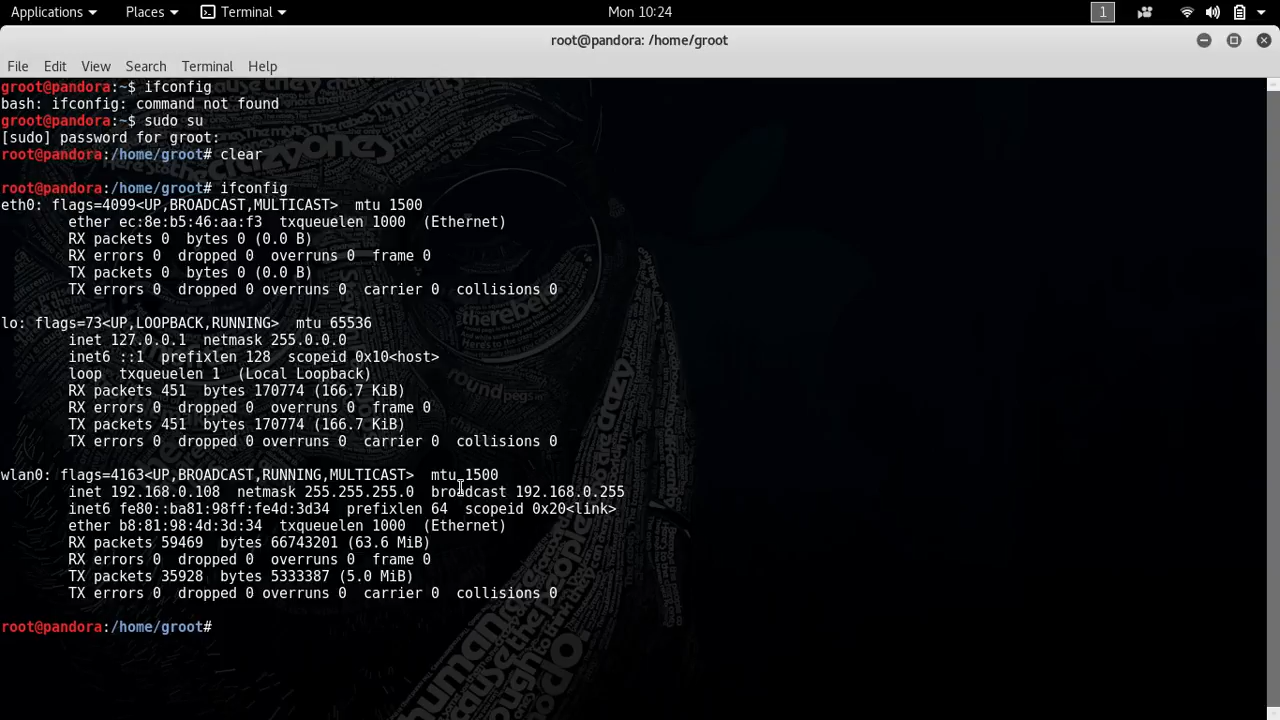 Applications Places Terminal Mon 10:24 1
root@pandora: /home/groot
File Edit View Search Terminal Help
groot@pandora:~$ ifconfig
bash: ifconfig: command not found
groot@pandora:~$ sudo su
[sudo] password for groot:
root@pandora:/home/groot# clear
root@pandora:/home/groot# ifconfig
eth0: flags=4099<UP,BROADCAST,MULTICAST>  mtu 1500
        ether ec:8e:b5:46:aa:f3  txqueuelen 1000  (Ethernet)
        RX packets 0  bytes 0 (0.0 B)
        RX errors 0  dropped 0  overruns 0  frame 0
        TX packets 0  bytes 0 (0.0 B)
        TX errors 0  dropped 0 overruns 0  carrier 0  collisions 0
lo: flags=73<UP,LOOPBACK,RUNNING>  mtu 65536
        inet 127.0.0.1  netmask 255.0.0.0
        inet6 ::1  prefixlen 128  scopeid 0x10<host>
        loop  txqueuelen 1  (Local Loopback)
        RX packets 451  bytes 170774 (166.7 KiB)
        RX errors 0  dropped 0  overruns 0  frame 0
        TX packets 451  bytes 170774 (166.7 KiB)
        TX errors 0  dropped 0 overruns 0  carrier 0  collisions 0
wlan0: flags=4163<UP,BROADCAST,RUNNING,MULTICAST>  mtu 1500
        inet 192.168.0.108  netmask 255.255.255.0  broadcast 192.168.0.255
        inet6 fe80::ba81:98ff:fe4d:3d34  prefixlen 64  scopeid 0x20<link>
        ether b8:81:98:4d:3d:34  txqueuelen 1000  (Ethernet)
        RX packets 59469  bytes 66743201 (63.6 MiB)
        RX errors 0  dropped 0  overruns 0  frame 0
        TX packets 35928  bytes 5333387 (5.0 MiB)
        TX errors 0  dropped 0 overruns 0  carrier 0  collisions 0
root@pandora:/home/groot#
crazyones
the rebels
round pegs in
human